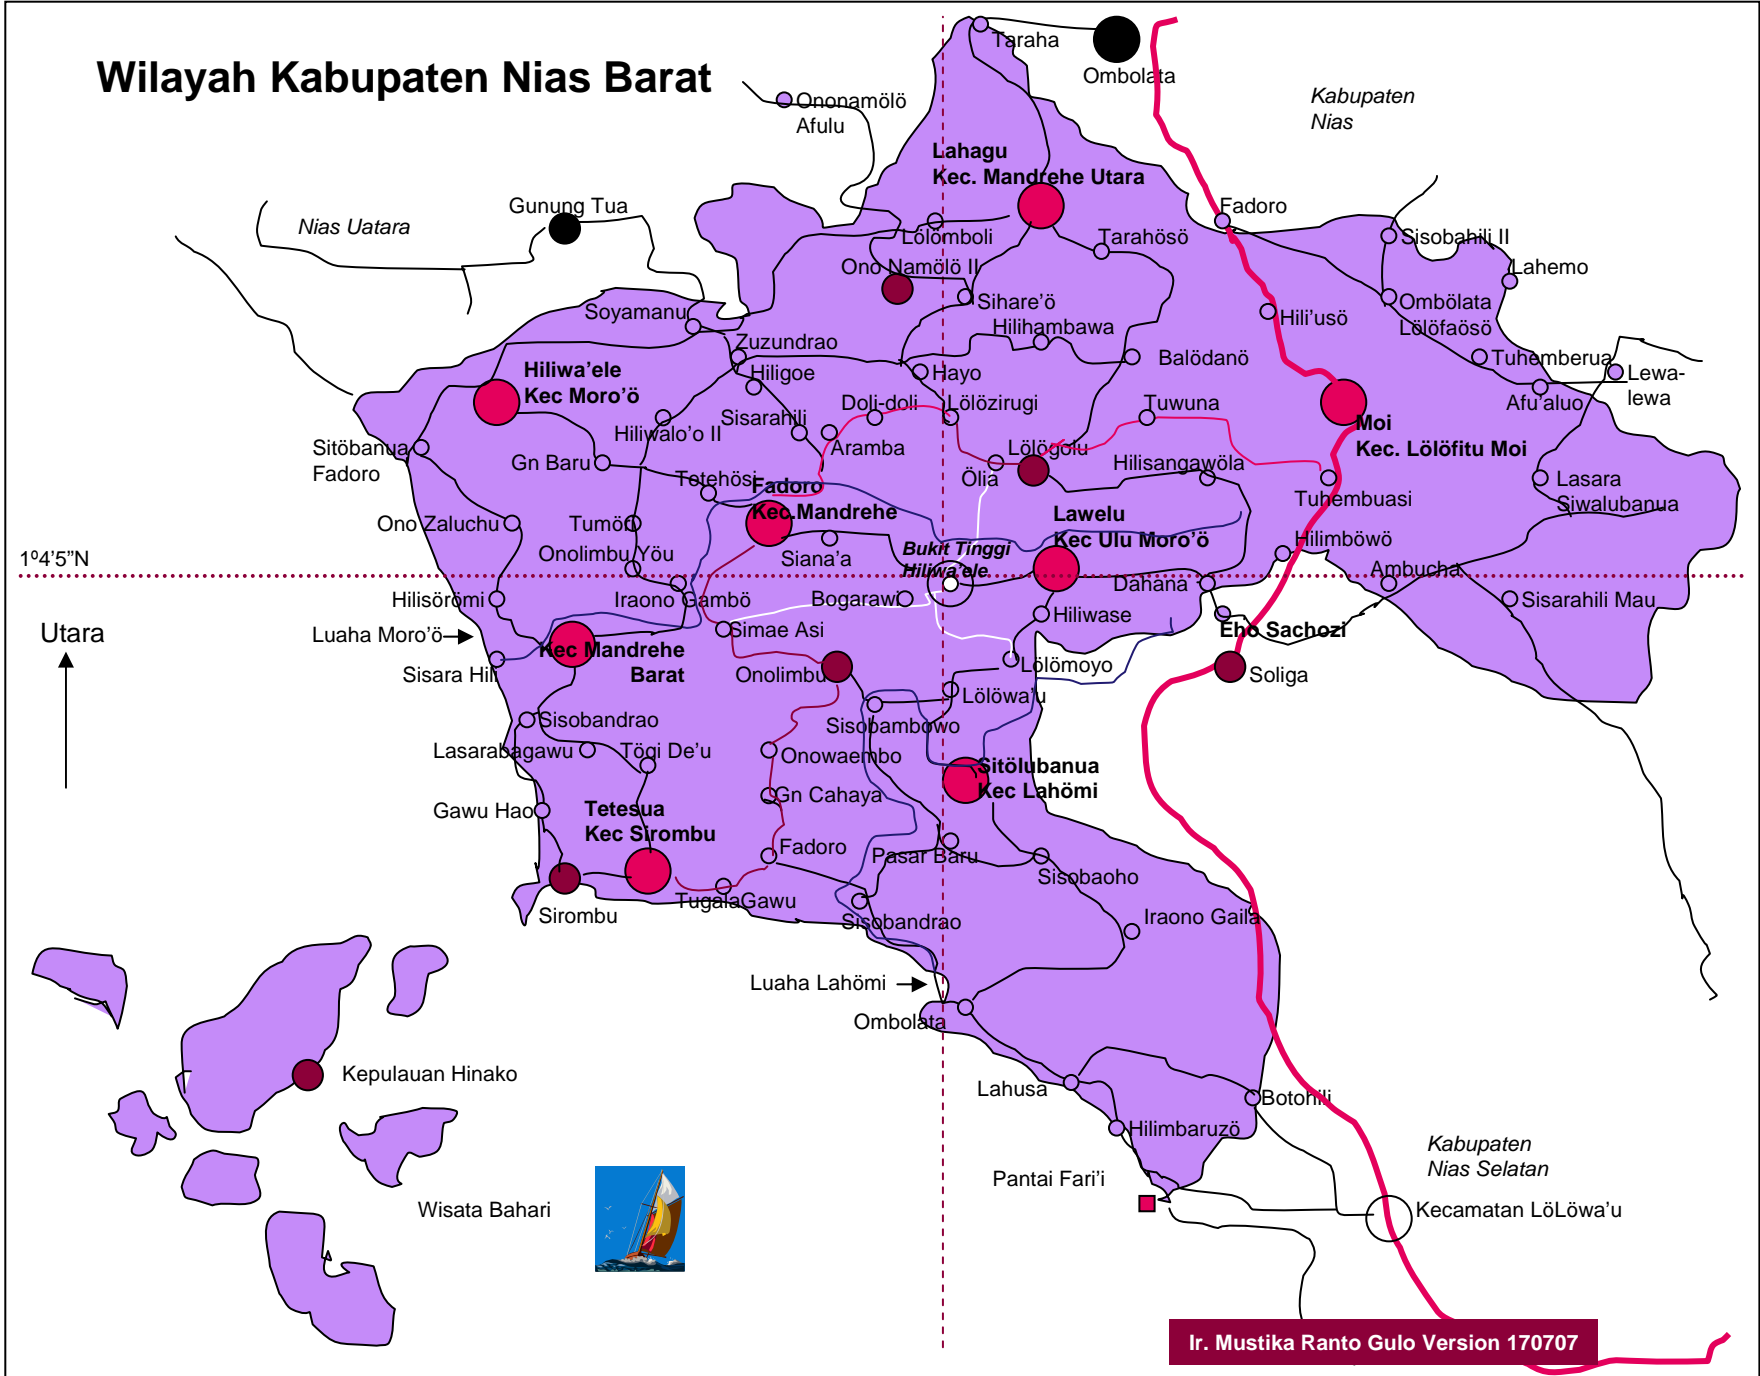 Wilayah Kabupaten Nias Barat
Taraha
Ombolata
Kabupaten
Nias
Ononamölö
Afulu
Lahagu
Kec. Mandrehe Utara
Gunung Tua
Nias Uatara
Fadoro
Lölömboli
Tarahösö
Sisobahili II
Ono Namölö II
Lahemo
Soyamanu
Sihare’ö
Ombölata
Lölöfaösö
Hili’usö
Hilihambawa
Zuzundrao
Balödanö
Tuhemberua
Hiliwa’ele
Kec Moro’ö
Hiligoe
Hayo
Lewa-
lewa
Afu’aluo
Doli-doli
Lölözirugi
Tuwuna
Sisarahili
Hiliwalo’o II
Moi
Kec. Lölöfitu Moi
Sitöbanua
Fadoro
Aramba
Lölögolu
Gn Baru
Hilisangawöla
Totehösi
Ölia
Lasara
Siwalubanua
Tuhembuasi
Fadoro
Kec.Mandrehe
Lawelu
Kec Ulu Moro’ö
Ono Zaluchu
Tumöri
Onolimbu Yöu
Siana’a
Bukit Tinggi
Hiliwa’ele
Hilimböwö
1º4’5”N
Ambucha
Dahana
Hilisörömi
Iraono Gambö
Bogarawi
Hiliwase
Sisarahili Mau
Utara
Luaha Moro’ö
Simae Asi
Eho Sachozi
Kec Mandrehe
Barat
Sisara Hili
Onolimbu
Lölömoyo
Soliga
Lölöwa’u
Sisobandrao
Sisobambowo
Lasarabagawu
Tögi De’u
Onowaembo
Sitölubanua
Kec Lahömi
Gn Cahaya
Gawu Hao
Tetesua
Kec Sirombu
Fadoro
Pasar Baru
Sisobaoho
TugalaGawu
Sirombu
Sisobandrao
Iraono Gaila
Luaha Lahömi
Ombolata
Kepulauan Hinako
Lahusa
Botohili
Hilimbaruzö
Kabupaten
Nias Selatan
Pantai Fari’i
Wisata Bahari
Kecamatan LöLöwa’u
Ir. Mustika Ranto Gulo Version 170707